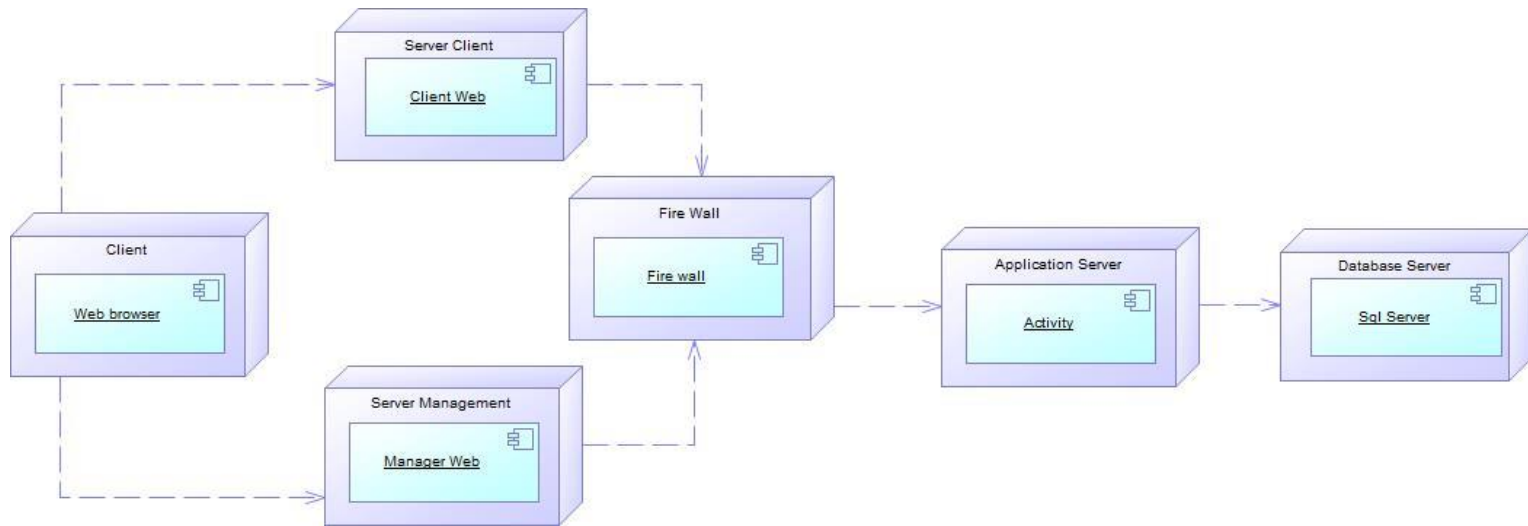 Server Client
Client Web
Client
Web browser
Server Management
Manager Web
Fire Wall
Fire wall
Application Server
Activity
Database Server
Sql Server